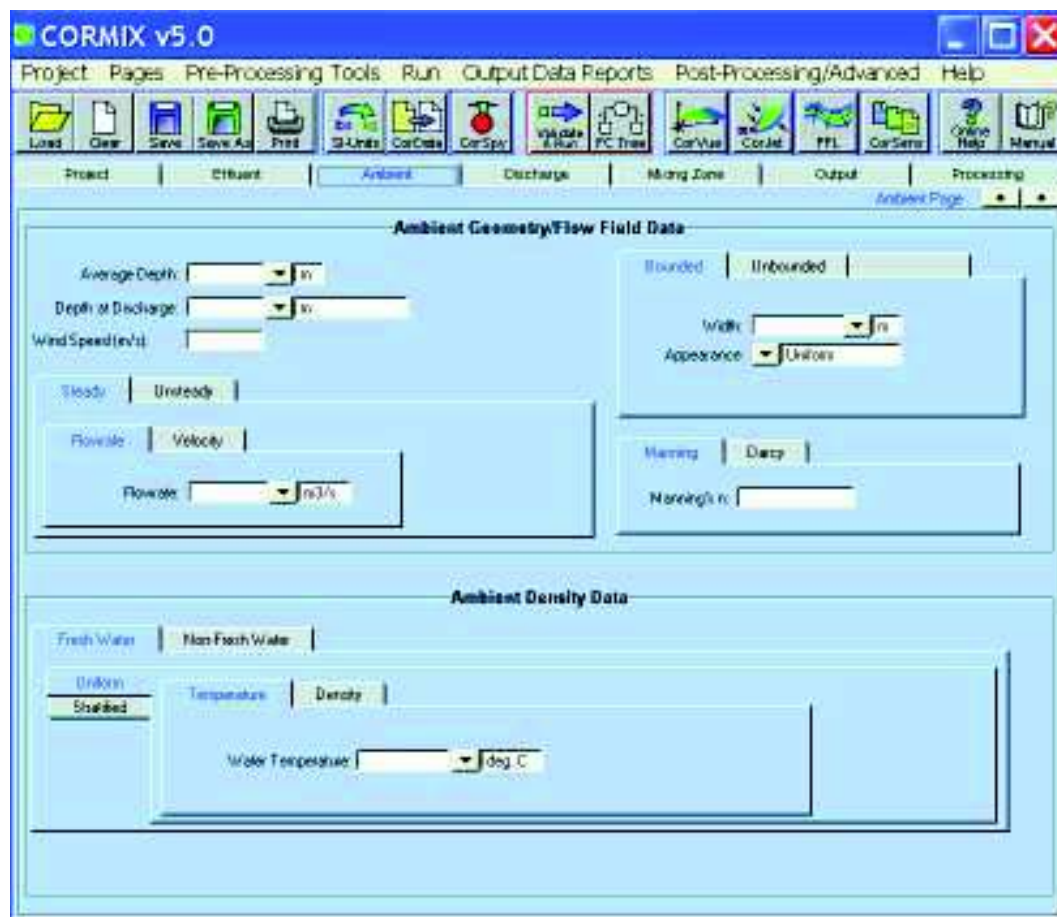 CORMIX v5.0
Project Pages Pre-Processing Tools Run Output Data Reports Post-Processing/Advanced Help
Load Clear Save Save As Print SI-Units CorData CorSpy Validate & Run FC Tree CorVue CorJet FFL CorSens Online Help Manual
Project Effluent Ambient Discharge Mixing Zone Output Processing
Ambient Page
Ambient Geometry/Flow Field Data
Average Depth: m
Depth at Discharge: m
Wind Speed (m/s):
Bounded Unbounded
Width: m
Appearance: Uniform
Steady Unsteady
Flowrate Velocity
Flowrate: m3/s
Manning Darcy
Manning's n:
Ambient Density Data
Fresh Water Non-Fresh Water
Uniform
Stratified
Temperature Density
Water Temperature: deg. C